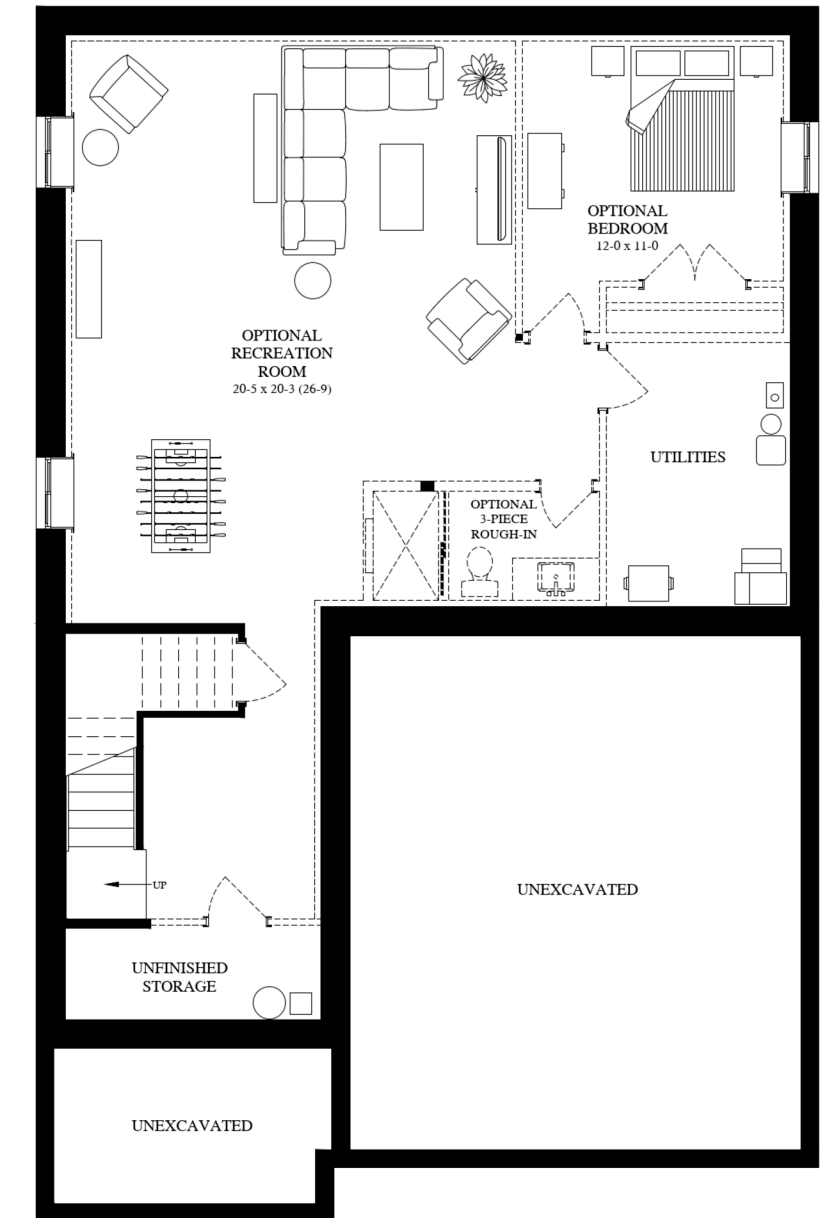 OPTIONAL
BEDROOM
12-0 x 11-0
OPTIONAL
RECREATION
ROOM
20-5 x 20-3 (26-9)
UTILITIES
OPTIONAL
3-PIECE
ROUGH-IN
UP
UNEXCAVATED
UNFINISHED
STORAGE
UNEXCAVATED